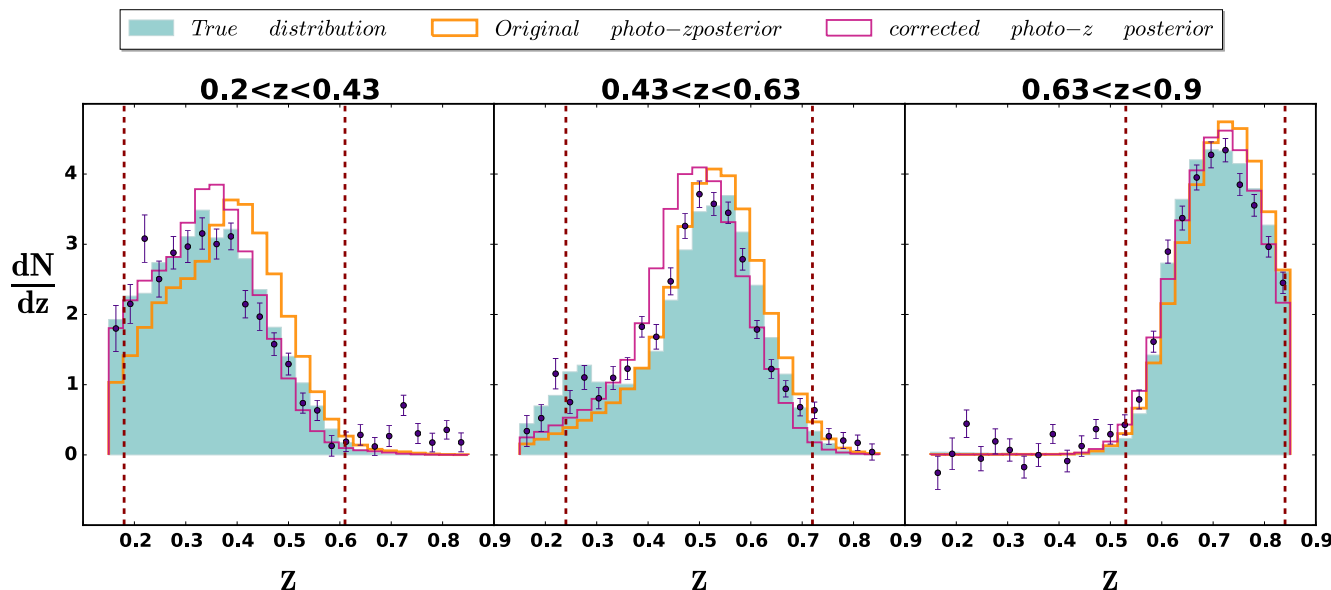 True distribution Original photo−zposterior corrected photo−z posterior
0.2<z<0.43 0.43<z<0.63 0.63<z<0.9
4
3
2
1
0
dN
dz
0.2 0.3 0.4 0.5 0.6 0.7 0.8 0.9 0.2 0.3 0.4 0.5 0.6 0.7 0.8 0.9 0.2 0.3 0.4 0.5 0.6 0.7 0.8 0.9
z z z